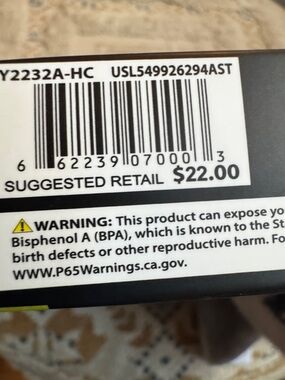 Y2232A-HC USL549926294AST
6 62239 07000 3
SUGGESTED RETAIL $22.00
⚠WARNING: This product can expose yo
Bisphenol A (BPA), which is known to the St
birth defects or other reproductive harm. Fo
www.P65Warnings.ca.gov.